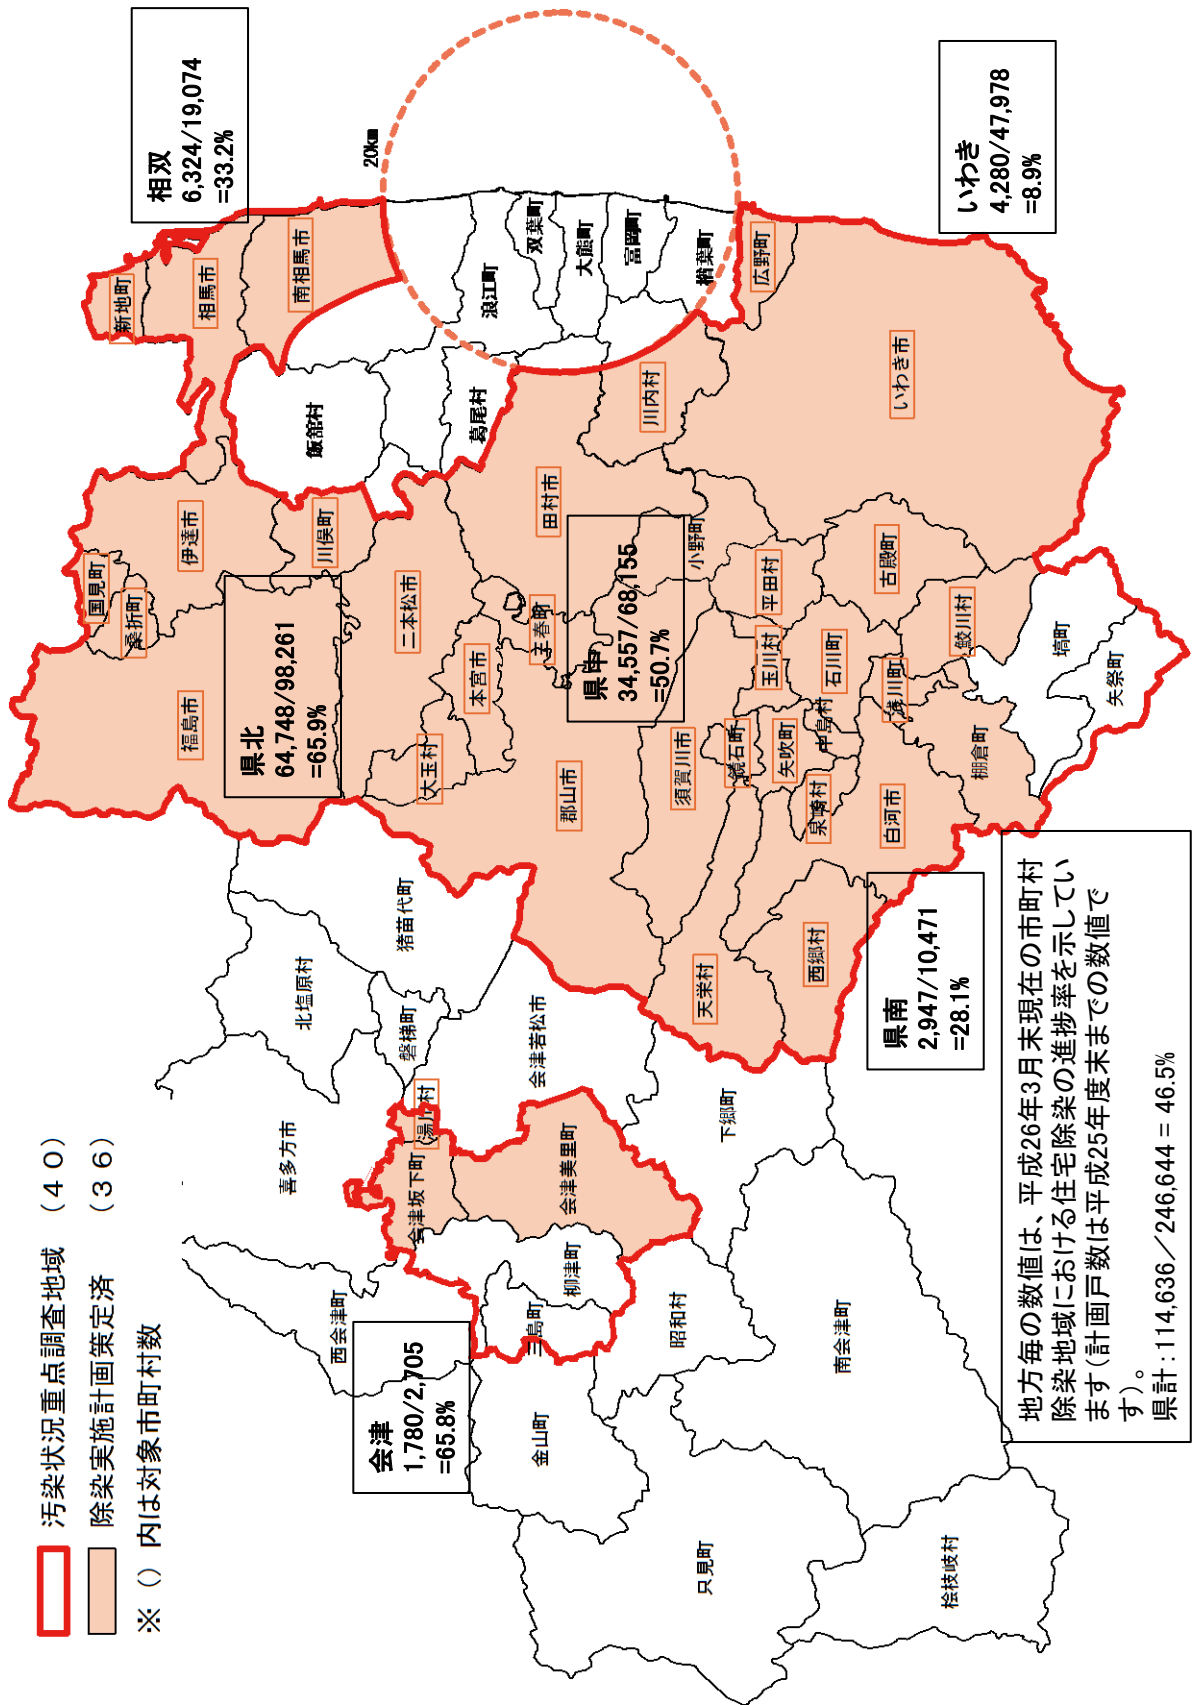 汚染状況重点調査地域 (40)
除染実施計画策定済 (36)
※ () 内は対象市町村数
相双
6,324/19,074
=33.2%
20km
いわき
4,280/47,978
=8.9%
県北
64,748/98,261
=65.9%
県中
34,557/68,155
=50.7%
県南
2,947/10,471
=28.1%
会津
1,780/2,705
=65.8%
新地町
相馬市
南相馬市
飯舘村
浪江町
双葉町
大熊町
富岡町
楢葉町
広野町
葛尾村
川内村
いわき市
国見町
桑折町
伊達市
川俣町
福島市
二本松市
本宮市
大玉村
田村市
三春町
小野町
郡山市
須賀川市
鏡石町
天栄村
平田村
玉川村
石川町
古殿町
浅川町
鮫川村
矢吹町
中島村
泉崎村
白河市
棚倉町
西郷村
塙町
矢祭町
猪苗代町
北塩原村
磐梯町
会津若松市
喜多方市
湯川村
会津坂下町
会津美里町
下郷町
西会津町
柳津町
三島町
昭和村
金山町
南会津町
只見町
桧枝岐村
地方毎の数値は、平成26年3月末現在の市町村
除染地域における住宅除染の進捗率を示してい
ます(計画戸数は平成25年度末までの数値で
す)。
県計:114,636/246,644 = 46.5%